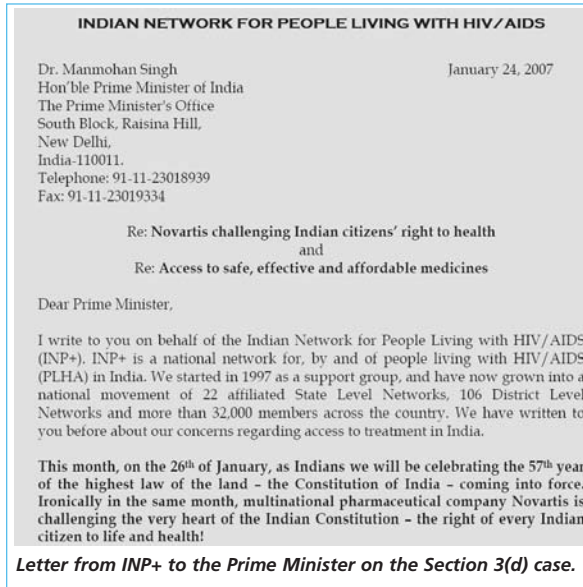 INDIAN NETWORK FOR PEOPLE LIVING WITH HIV/AIDS
Dr. Manmohan Singh January 24, 2007
Hon'ble Prime Minister of India
The Prime Minister's Office
South Block, Raisina Hill,
New Delhi,
India-110011.
Telephone: 91-11-23018939
Fax: 91-11-23019334
Re: Novartis challenging Indian citizens' right to health
and
Re: Access to safe, effective and affordable medicines
Dear Prime Minister,
I write to you on behalf of the Indian Network for People Living with HIV/AIDS
(INP+). INP+ is a national network for, by and of people living with HIV/AIDS
(PLHA) in India. We started in 1997 as a support group, and have now grown into a
national movement of 22 affiliated State Level Networks, 106 District Level
Networks and more than 32,000 members across the country. We have written to
you before about our concerns regarding access to treatment in India.
This month, on the 26th of January, as Indians we will be celebrating the 57th year
of the highest law of the land – the Constitution of India – coming into force.
Ironically in the same month, multinational pharmaceutical company Novartis is
challenging the very heart of the Indian Constitution – the right of every Indian
citizen to life and health!
Letter from INP+ to the Prime Minister on the Section 3(d) case.